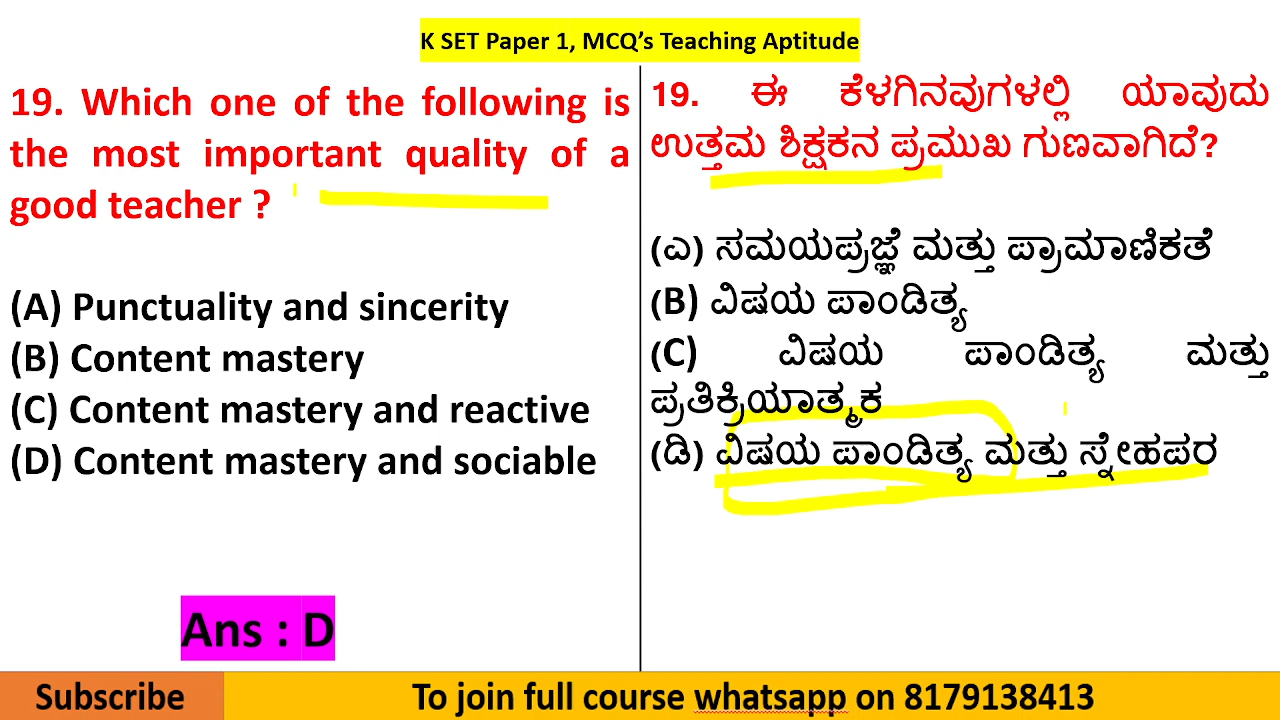 K SET Paper 1, MCQ's Teaching Aptitude
19. Which one of the following is
the most important quality of a
good teacher ?
(A) Punctuality and sincerity
(B) Content mastery
(C) Content mastery and reactive
(D) Content mastery and sociable
Ans : D
19. ಈ ಕೆಳಗಿನವುಗಳಲ್ಲಿ ಯಾವುದು
ಉತ್ತಮ ಶಿಕ್ಷಕನ ಪ್ರಮುಖ ಗುಣವಾಗಿದೆ?
(ಎ) ಸಮಯಪ್ರಜ್ಞೆ ಮತ್ತು ಪ್ರಾಮಾಣಿಕತೆ
(B) ವಿಷಯ ಪಾಂಡಿತ್ಯ
(C) ವಿಷಯ ಪಾಂಡಿತ್ಯ ಮತ್ತು
ಪ್ರತಿಕ್ರಿಯಾತ್ಮಕ
(ಡಿ) ವಿಷಯ ಪಾಂಡಿತ್ಯ ಮತ್ತು ಸ್ನೇಹಪರ
Subscribe
To join full course whatsapp on 8179138413